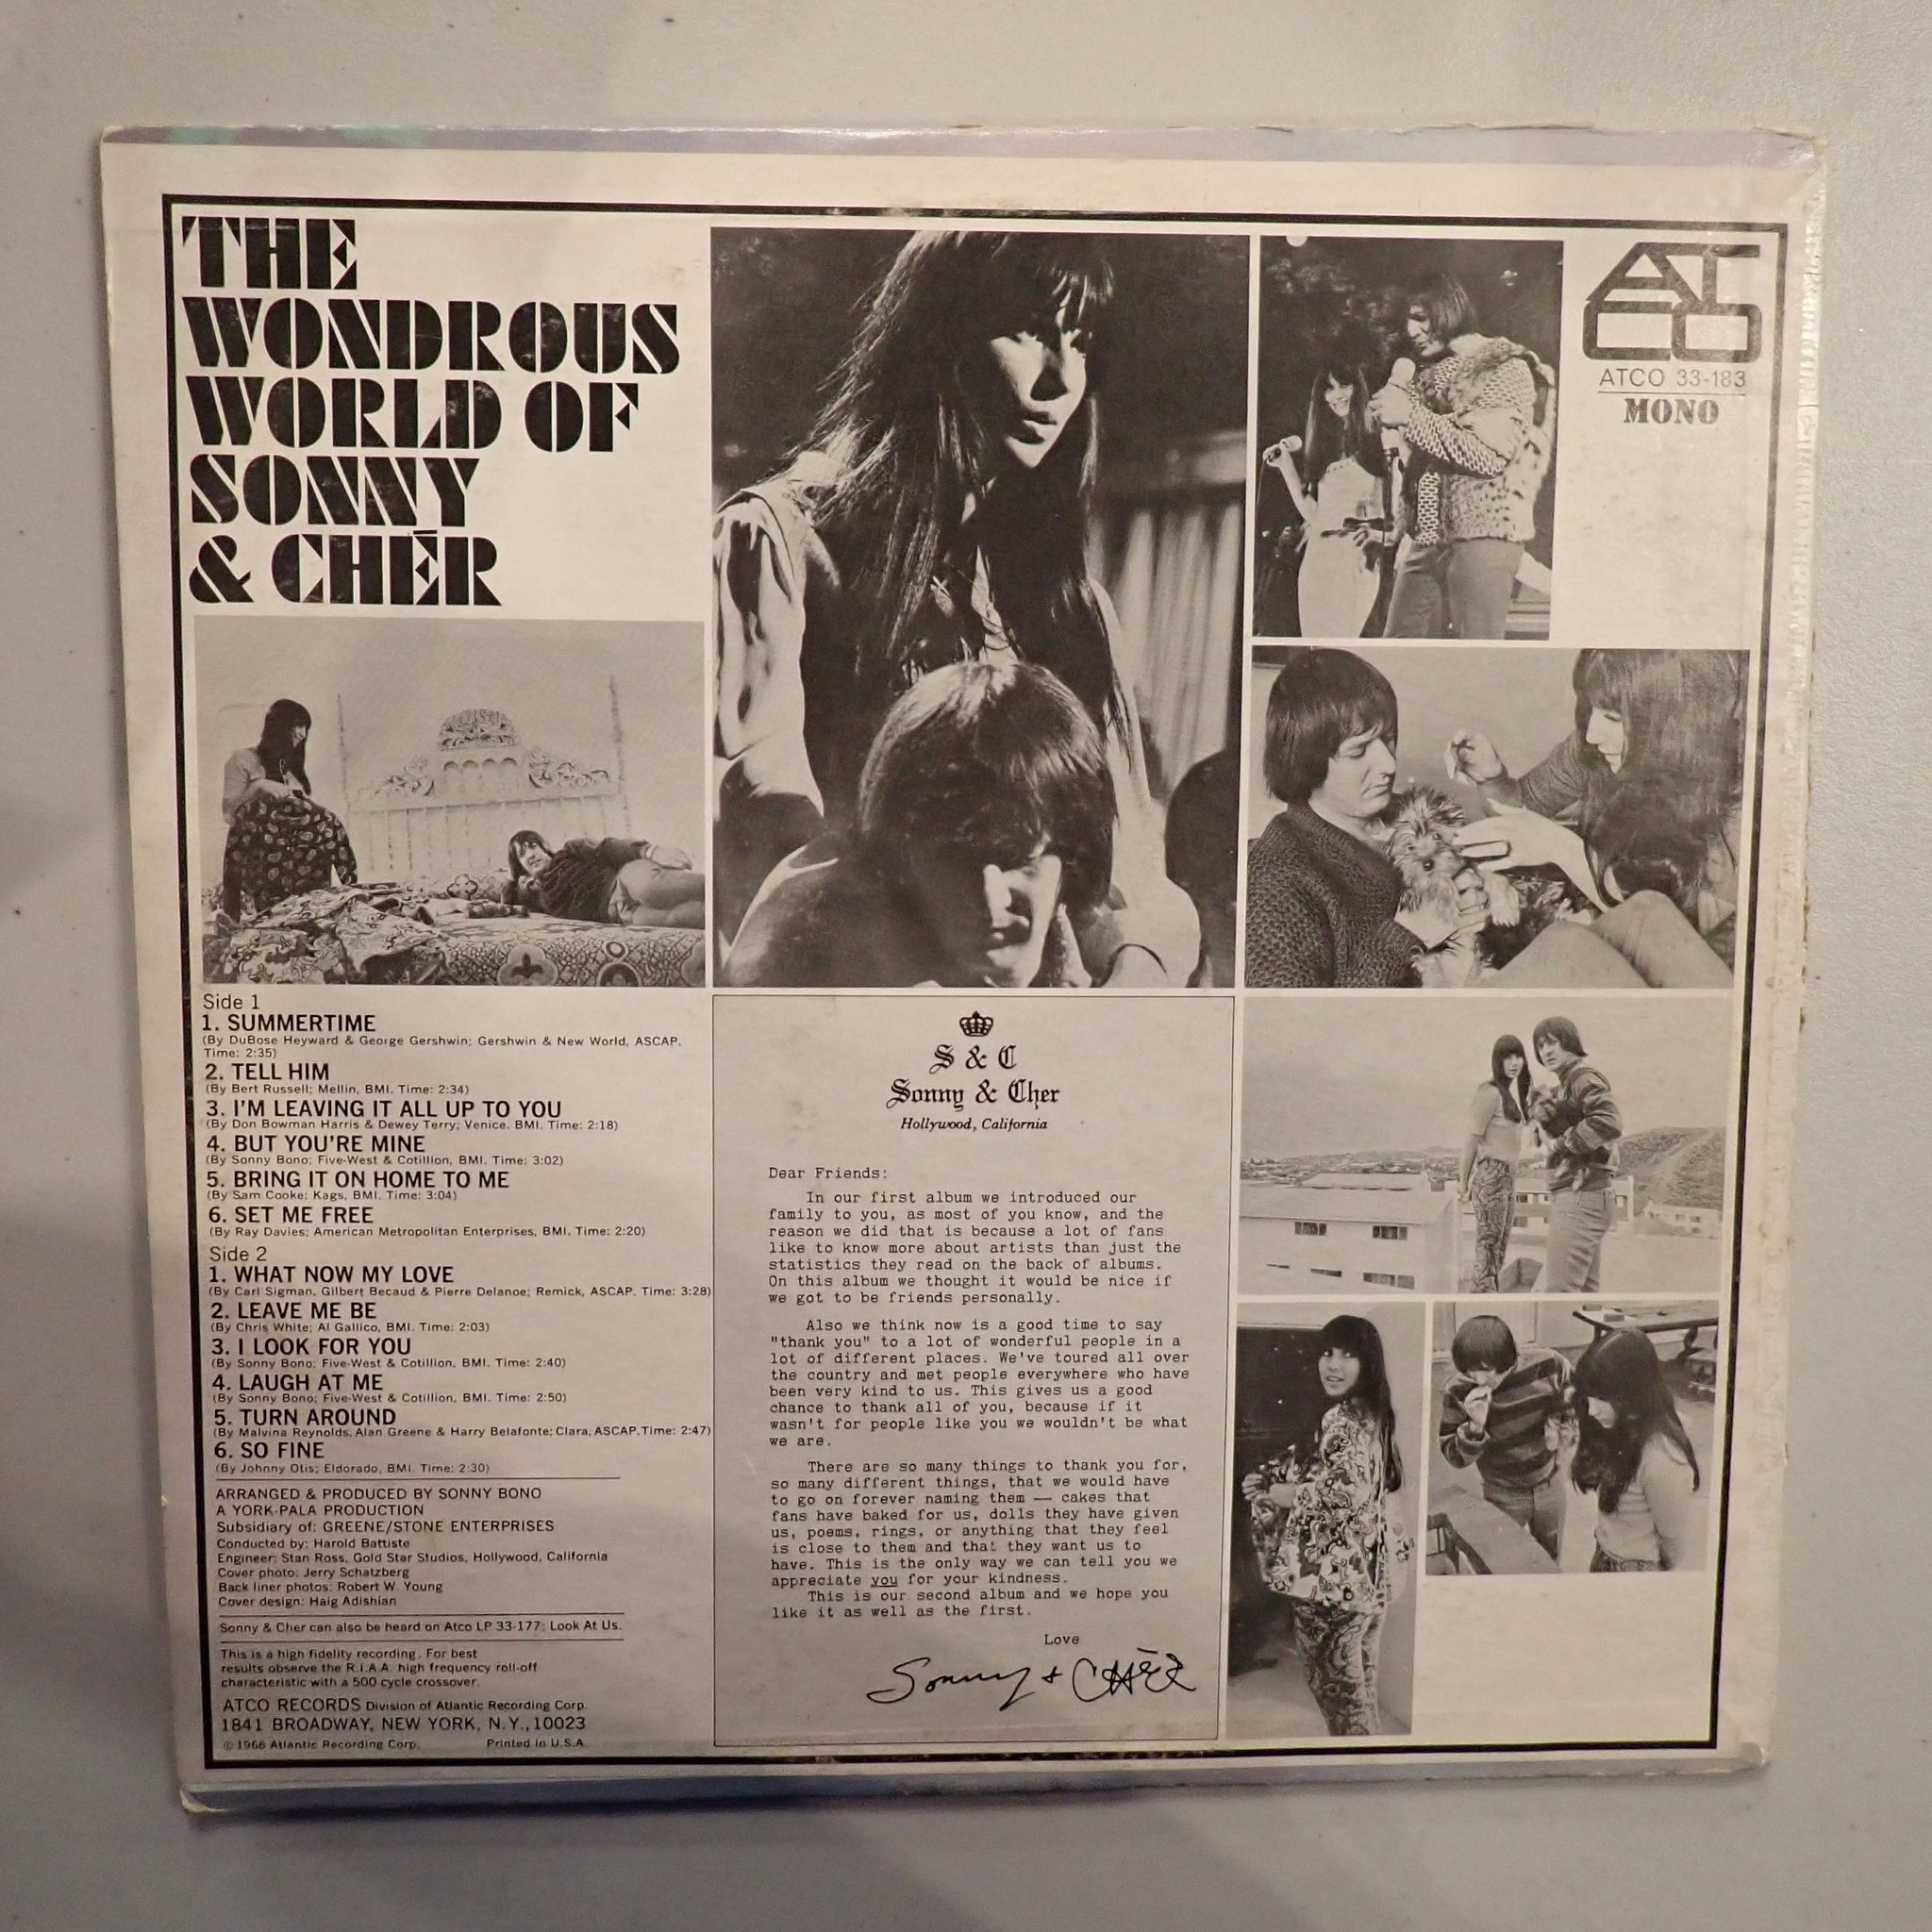 THE
WONDROUS
WORLD OF
SONNY
& CHÉR
ATCO
ATCO 33-183
MONO
Side 1
1. SUMMERTIME
(By DuBose Heyward & George Gershwin; Gershwin & New World, ASCAP.
Time: 2:35)
2. TELL HIM
(By Bert Russell; Mellin, BMI. Time: 2:34)
3. I'M LEAVING IT ALL UP TO YOU
(By Don Bowman Harris & Dewey Terry; Venice. BMI. Time: 2:18)
4. BUT YOU'RE MINE
(By Sonny Bono; Five-West & Cotillion, BMI. Time: 3:02)
5. BRING IT ON HOME TO ME
(By Sam Cooke; Kags, BMI. Time: 3:04)
6. SET ME FREE
(By Ray Davies; American Metropolitan Enterprises, BMI. Time: 2:20)
Side 2
1. WHAT NOW MY LOVE
(By Carl Sigman, Gilbert Becaud & Pierre Delanoe; Remick, ASCAP. Time: 3:28)
2. LEAVE ME BE
(By Chris White; Al Gallico, BMI. Time: 2:03)
3. I LOOK FOR YOU
(By Sonny Bono; Five-West & Cotillion, BMI. Time: 2:40)
4. LAUGH AT ME
(By Sonny Bono; Five-West & Cotillion, BMI. Time: 2:50)
5. TURN AROUND
(By Malvina Reynolds, Alan Greene & Harry Belafonte; Clara, ASCAP. Time: 2:47)
6. SO FINE
(By Johnny Otis; Eldorado, BMI. Time: 2:30)
ARRANGED & PRODUCED BY SONNY BONO
A YORK-PALA PRODUCTION
Subsidiary of: GREENE/STONE ENTERPRISES
Conducted by: Harold Battiste
Engineer: Stan Ross, Gold Star Studios, Hollywood, California
Cover photo: Jerry Schatzberg
Back liner photos: Robert W. Young
Cover design: Haig Adishian
Sonny & Cher can also be heard on Atco LP 33-177: Look At Us.
This is a high fidelity recording. For best
results observe the R.I.A.A. high frequency roll-off
characteristic with a 500 cycle crossover.
ATCO RECORDS Division of Atlantic Recording Corp.
1841 BROADWAY, NEW YORK, N.Y., 10023
© 1966 Atlantic Recording Corp. Printed in U.S.A.
S & C
Sonny & Cher
Hollywood, California
Dear Friends:
In our first album we introduced our
family to you, as most of you know, and the
reason we did that is because a lot of fans
like to know more about artists than just the
statistics they read on the back of albums.
On this album we thought it would be nice if
we got to be friends personally.
Also we think now is a good time to say
"thank you" to a lot of wonderful people in a
lot of different places. We've toured all over
the country and met people everywhere who have
been very kind to us. This gives us a good
chance to thank all of you, because if it
wasn't for people like you we wouldn't be what
we are.
There are so many things to thank you for,
so many different things, that we would have
to go on forever naming them — cakes that
fans have baked for us, dolls they have given
us, poems, rings, or anything that they feel
is close to them and that they want us to
have. This is the only way we can tell you we
appreciate you for your kindness.
This is our second album and we hope you
like it as well as the first.
Love
Sonny + CHĒR